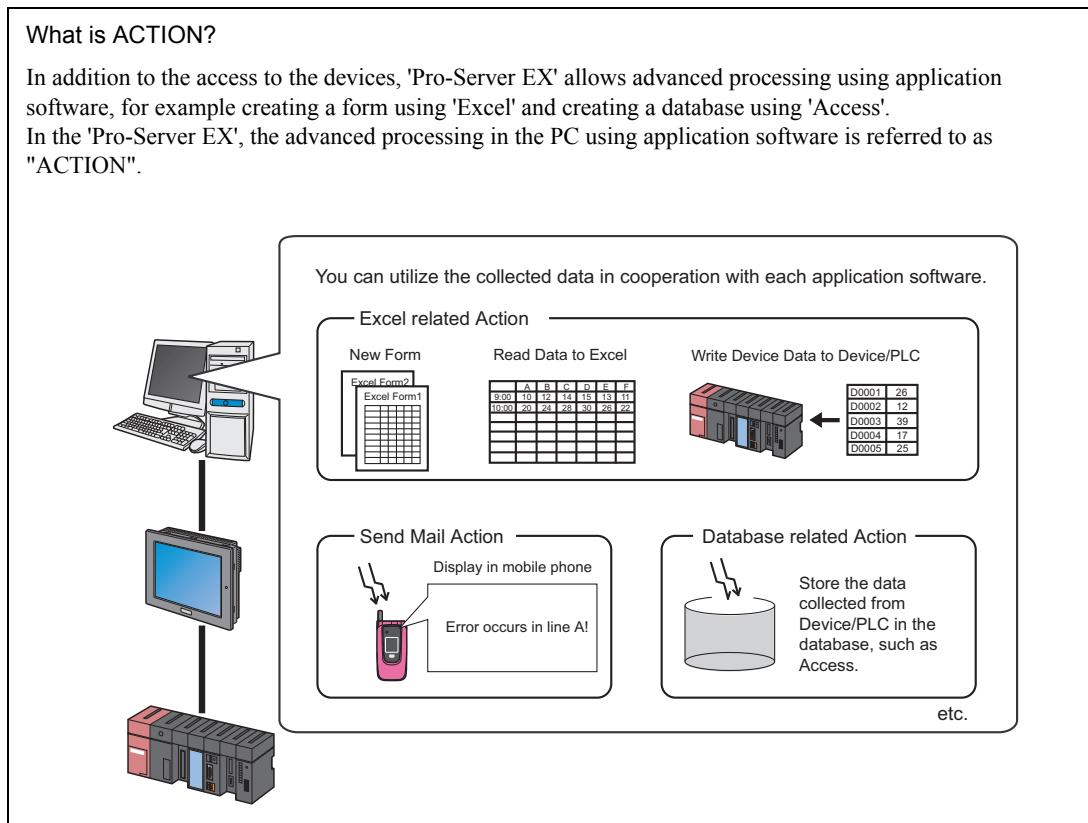 What is ACTION?
In addition to the access to the devices, 'Pro-Server EX' allows advanced processing using application
software, for example creating a form using 'Excel' and creating a database using 'Access'.
In the 'Pro-Server EX', the advanced processing in the PC using application software is referred to as
"ACTION".
You can utilize the collected data in cooperation with each application software.
Excel related Action
New Form
Excel Form2
Excel Form1
Read Data to Excel
A B C D E F
9:00 10 12 14 15 13 11
10:00 20 24 28 30 26 22
Write Device Data to Device/PLC
D0001 26
D0002 12
D0003 39
D0004 17
D0005 25
Send Mail Action
Display in mobile phone
Error occurs in line A!
Database related Action
Store the data
collected from
Device/PLC in the
database, such as
Access.
etc.